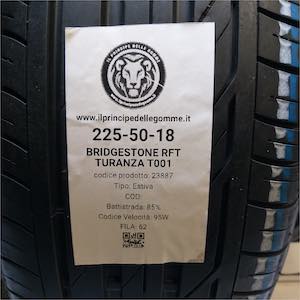 IL PRINCIPE DELLE GOMME
www.ilprincipedellegomme.it
225-50-18
BRIDGESTONE RFT
TURANZA T001
codice prodotto: 23887
Tipo: Estiva
COD:
Battistrada: 85%
Codice Velocità: 95W
FILA: 62